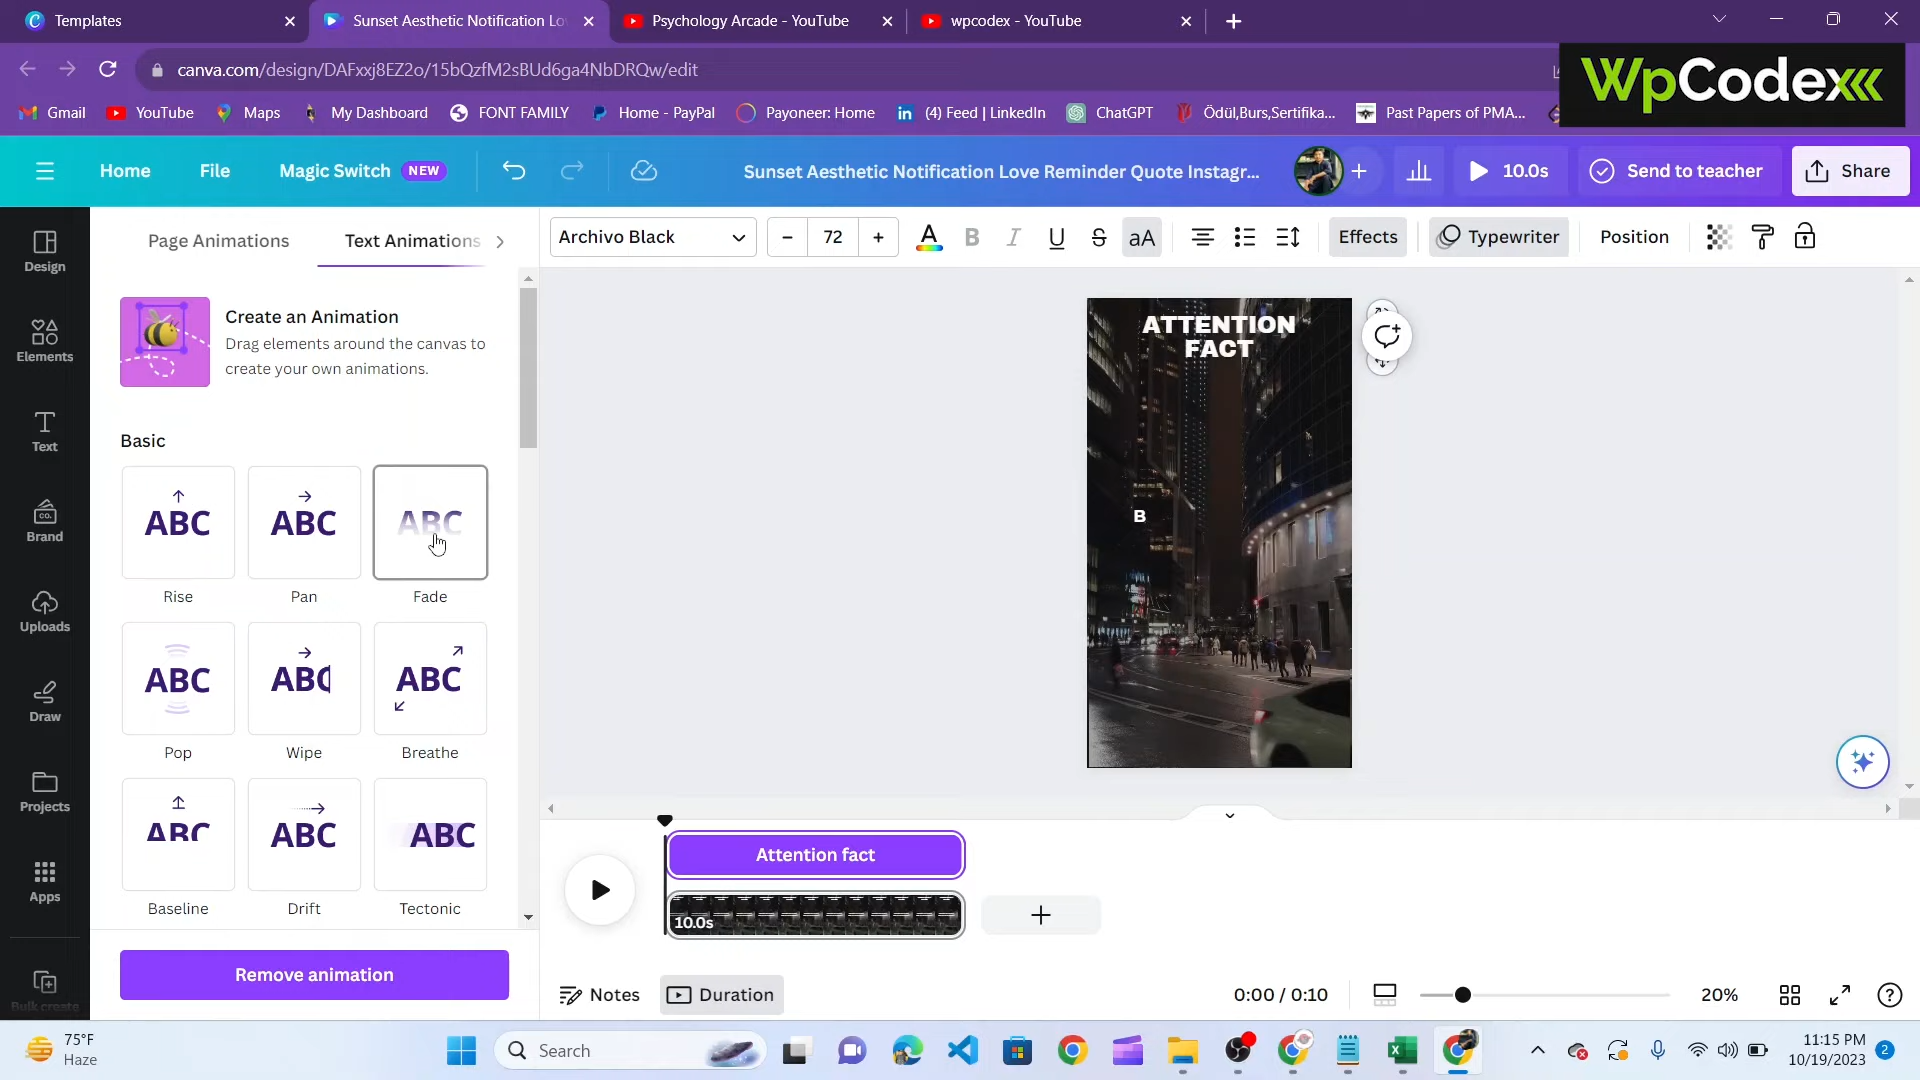 Templates
Sunset Aesthetic Notification Lo
Psychology Arcade - YouTube
wpcodex - YouTube
canva.com/design/DAFxxj8EZ2o/15bQzfM2sBUd6ga4NbDRQw/edit
WpCodex
Gmail
YouTube
Maps
My Dashboard
FONT FAMILY
Home - PayPal
Payoneer: Home
(4) Feed | LinkedIn
ChatGPT
Ödül,Burs,Sertifika...
Past Papers of PMA...
Home
File
Magic Switch NEW
Sunset Aesthetic Notification Love Reminder Quote Instagr...
10.0s
Send to teacher
Share
Design
Elements
Text
Brand
Uploads
Draw
Projects
Apps
Bulk create
Page Animations
Text Animations
Create an Animation
Drag elements around the canvas to
create your own animations.
Basic
ABC ABC ABC
Rise Pan Fade
ABC ABC ABC
Pop Wipe Breathe
ABC ABC ABC
Baseline Drift Tectonic
Remove animation
Archivo Black
- 72 +
A B I U S aA
Effects
Typewriter
Position
ATTENTION
FACT
B
Attention fact
10.0s
Notes
Duration
0:00 / 0:10
20%
75°F
Haze
Search
11:15 PM
10/19/2023
2